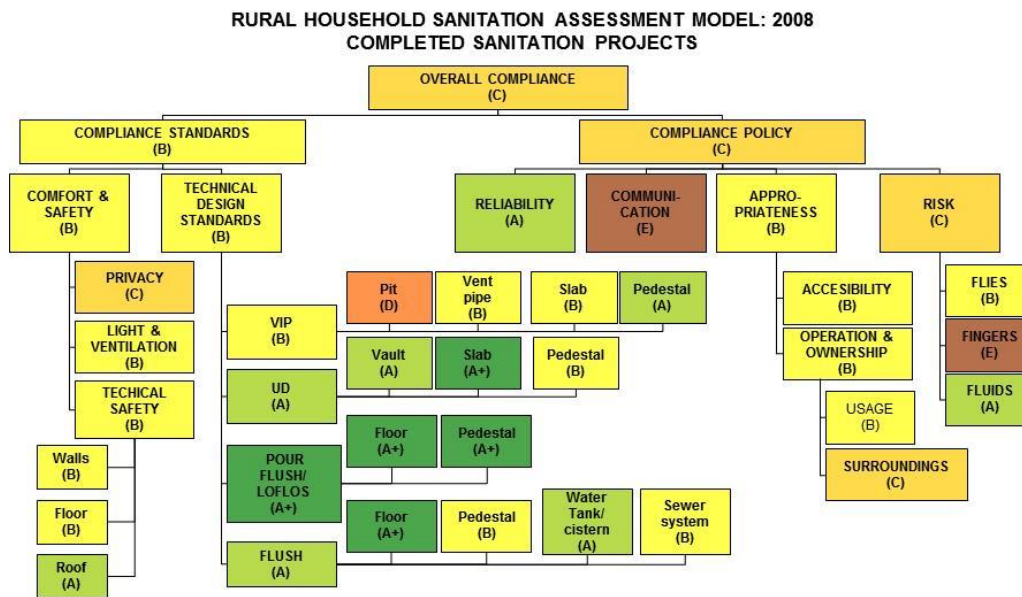 RURAL HOUSEHOLD SANITATION ASSESSMENT MODEL: 2008
COMPLETED SANITATION PROJECTS
OVERALL COMPLIANCE
(C)
COMPLIANCE STANDARDS
(B)
COMPLIANCE POLICY
(C)
COMFORT &
SAFETY
(B)
TECHNICAL
DESIGN
STANDARDS
(B)
RELIABILITY
(A)
COMMUNI-
CATION
(E)
APPRO-
PRIATENESS
(B)
RISK
(C)
PRIVACY
(C)
LIGHT &
VENTILATION
(B)
TECHICAL
SAFETY
(B)
Walls
(B)
Floor
(B)
Roof
(A)
VIP
(B)
Pit
(D)
Vent
pipe
(B)
Slab
(B)
Pedestal
(A)
UD
(A)
Vault
(A)
Slab
(A+)
Pedestal
(B)
POUR
FLUSH/
LOFLOS
(A+)
Floor
(A+)
Pedestal
(A+)
FLUSH
(A)
Floor
(A+)
Pedestal
(B)
Water
Tank/
cistern
(A)
Sewer
system
(B)
ACCESIBILITY
(B)
OPERATION &
OWNERSHIP
(B)
USAGE
(B)
SURROUNDINGS
(C)
FLIES
(B)
FINGERS
(E)
FLUIDS
(A)